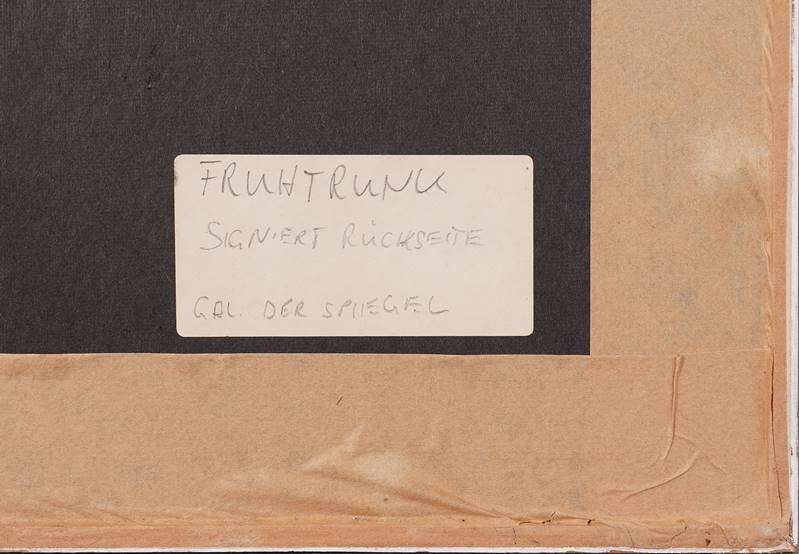 FRUHTRUNK
SIGNIERT RÜCKSEITE
GAL. DER SPIEGEL